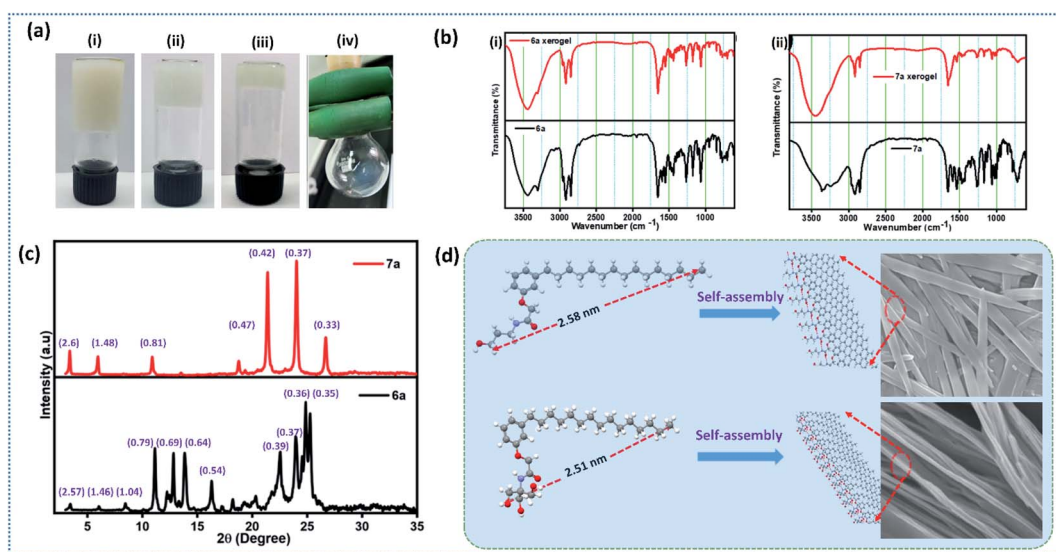 (a)
(i) (ii) (iii) (iv)
(b)
(i)
6a xerogel
6a
Transmittance (%)
3500 3000 2500 2000 1500 1000
Wavenumber (cm⁻¹)
(ii)
7a xerogel
7a
Transmittance (%)
3500 3000 2500 2000 1500 1000
Wavenumber (cm⁻¹)
(c)
7a
(0.42) (0.37)
(0.47) (0.33)
(2.6) (1.48) (0.81)
6a
(0.36) (0.35)
(0.79) (0.69) (0.64) (0.37)
(0.39)
(0.54)
(2.57) (1.46) (1.04)
Intensity (a.u)
5 10 15 20 25 30 35
2θ (Degree)
(d)
2.58 nm
Self-assembly
2.51 nm
Self-assembly